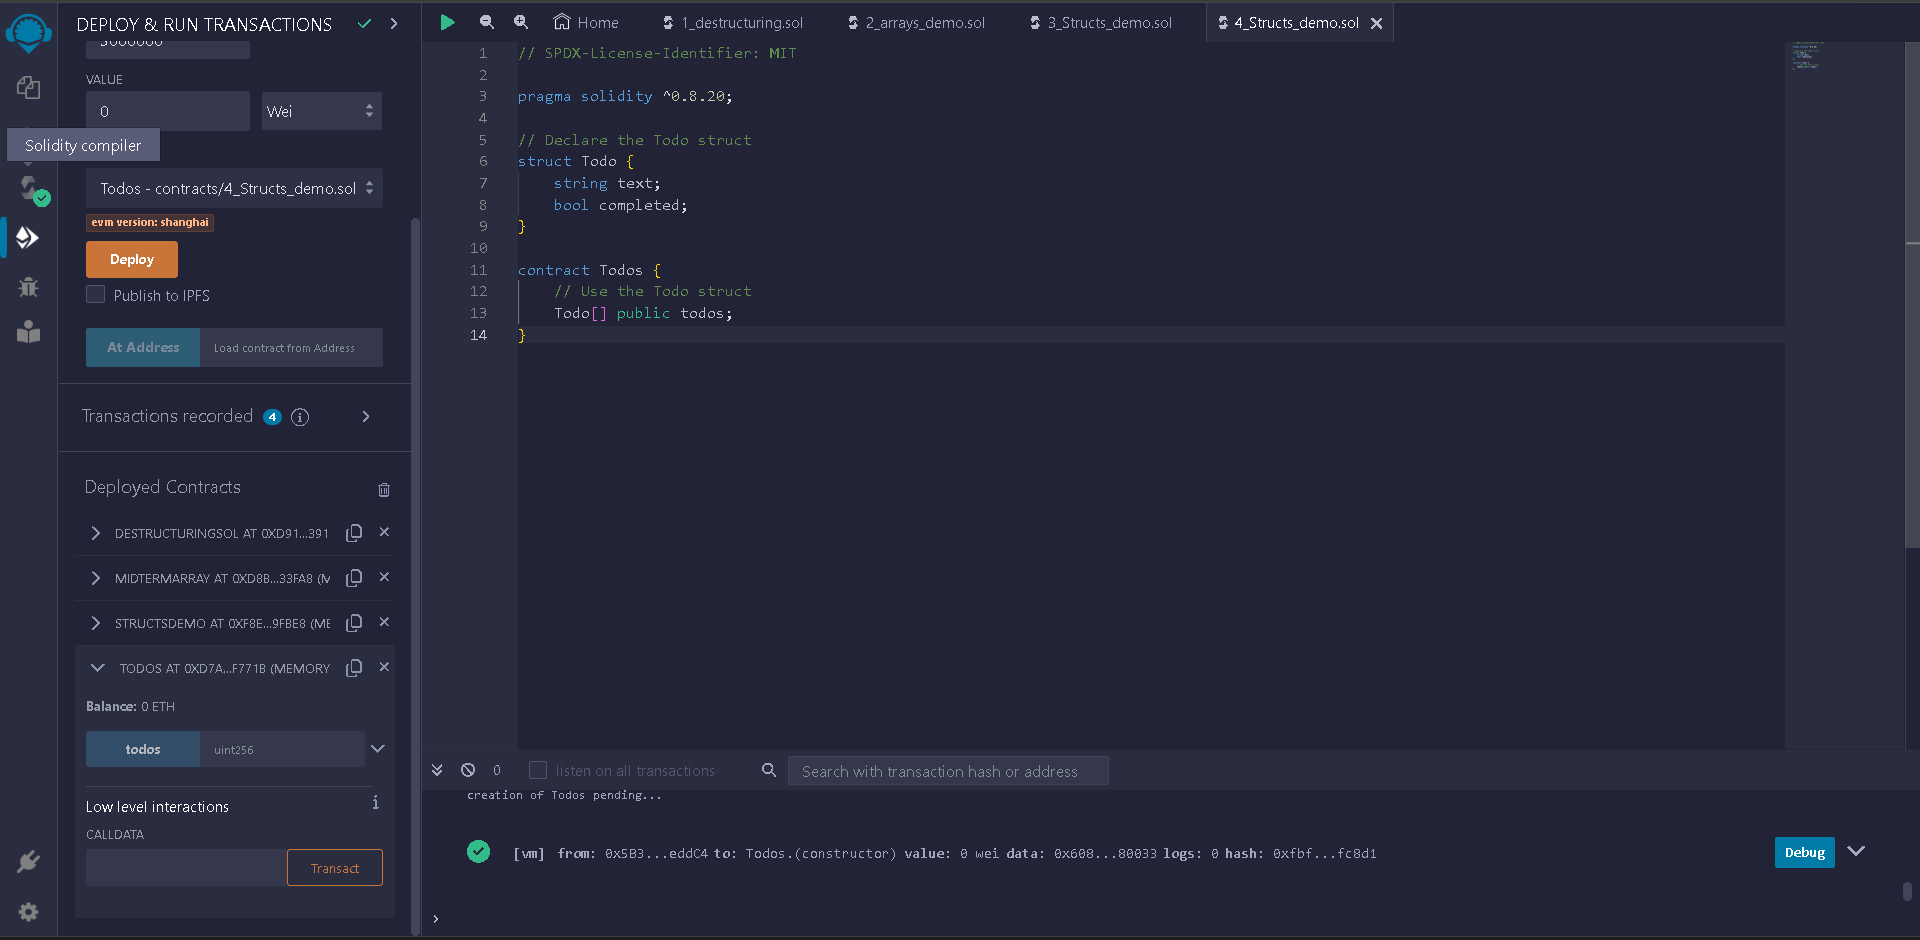 DEPLOY & RUN TRANSACTIONS
3000000
VALUE
0
Wei
Solidity compiler
Todos - contracts/4_Structs_demo.sol
evm version: shanghai
Deploy
Publish to IPFS
At Address
Load contract from Address
Transactions recorded 4 i
Deployed Contracts
DESTRUCTURINGSOL AT 0XD91...391
MIDTERMARRAY AT 0XD8B...33FA8 (M
STRUCTSDEMO AT 0XF8E...9FBE8 (ME
TODOS AT 0XD7A...F771B (MEMORY
Balance: 0 ETH
todos
uint256
Low level interactions
i
CALLDATA
Transact
Home
1_destructuring.sol
2_arrays_demo.sol
3_Structs_demo.sol
4_Structs_demo.sol
1 // SPDX-License-Identifier: MIT
2
3 pragma solidity ^0.8.20;
4
5 // Declare the Todo struct
6 struct Todo {
7 string text;
8 bool completed;
9 }
10
11 contract Todos {
12 // Use the Todo struct
13 Todo[] public todos;
14 }
0
listen on all transactions
Search with transaction hash or address
creation of Todos pending...
[vm] from: 0x5B3...eddC4 to: Todos.(constructor) value: 0 wei data: 0x608...80033 logs: 0 hash: 0xfbf...fc8d1
Debug
>